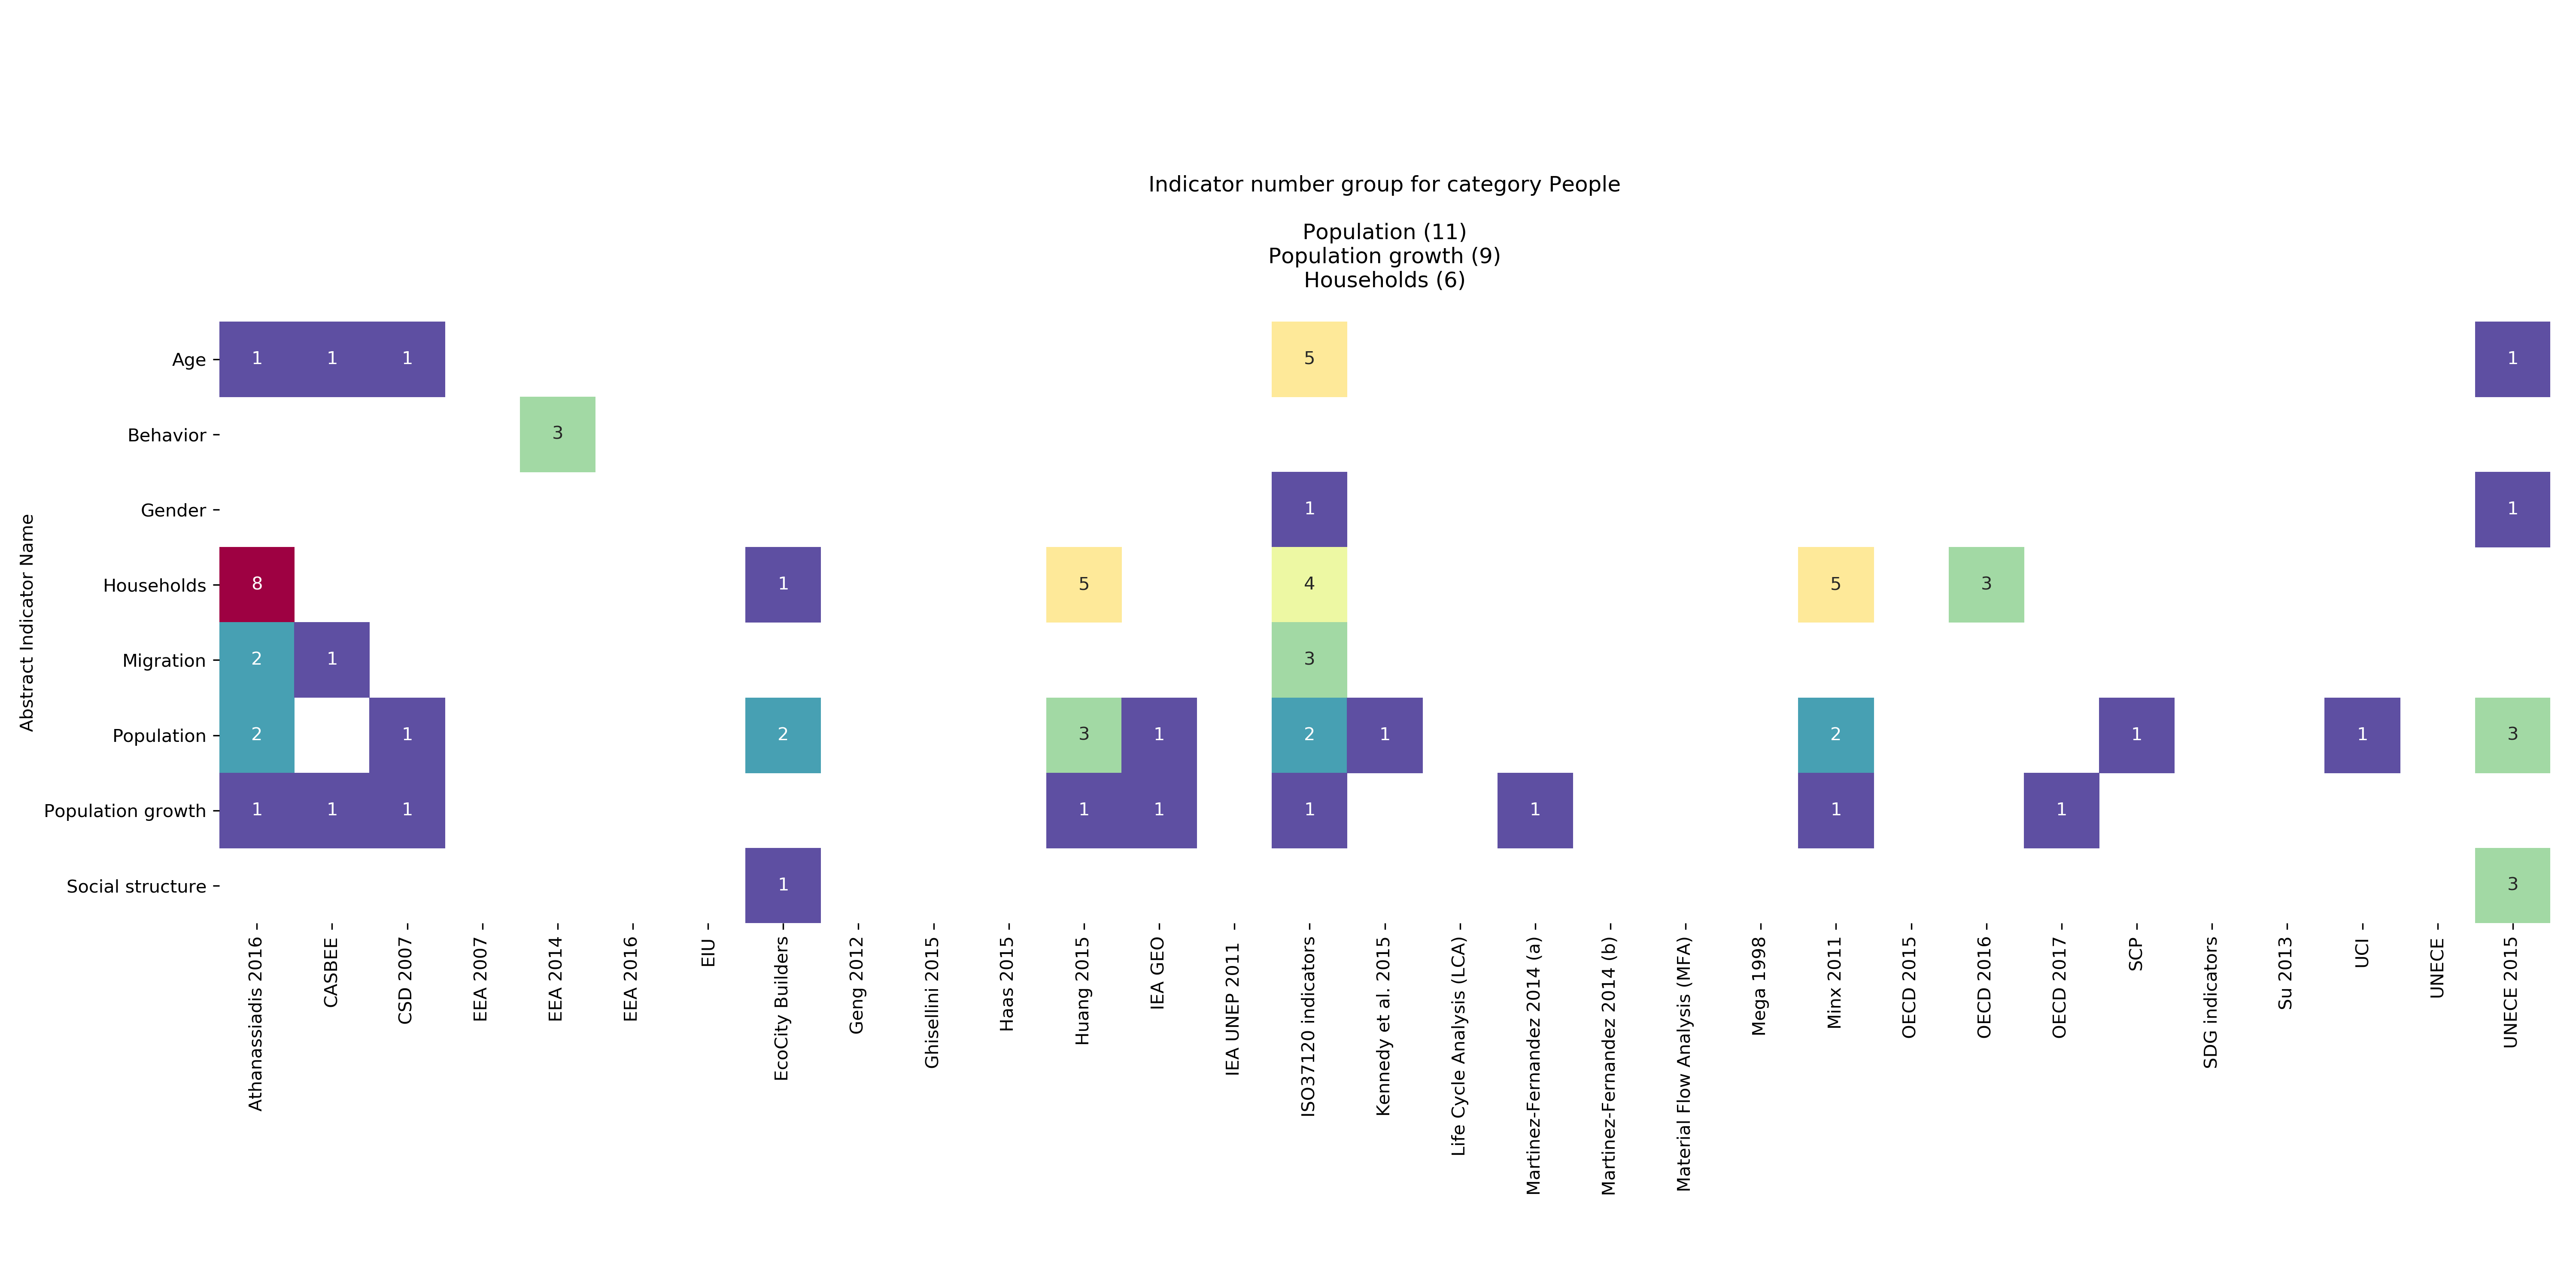 Indicator number group for category People
Population (11)
Population growth (9)
Households (6)
Abstract Indicator Name
Age 1 1 1 5 1
Behavior 3
Gender 1 1
Households 8 1 5 4 5 3
Migration 2 1 3
Population 2 1 2 3 1 2 1 2 1 1 3
Population growth 1 1 1 1 1 1 1 1 1
Social structure 1 3
Athanassiadis 2016
CASBEE
CSD 2007
EEA 2007
EEA 2014
EEA 2016
EIU
EcoCity Builders
Geng 2012
Ghisellini 2015
Haas 2015
Huang 2015
IEA GEO
IEA UNEP 2011
ISO37120 indicators
Kennedy et al. 2015
Life Cycle Analysis (LCA)
Martinez-Fernandez 2014 (a)
Martinez-Fernandez 2014 (b)
Material Flow Analysis (MFA)
Mega 1998
Minx 2011
OECD 2015
OECD 2016
OECD 2017
SCP
SDG indicators
Su 2013
UCI
UNECE
UNECE 2015